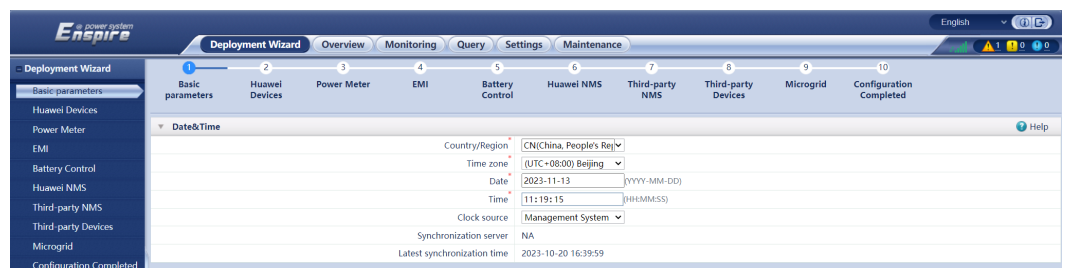 e power system
Enspire
English
Deployment Wizard Overview Monitoring Query Settings Maintenance
1 0 0
Deployment Wizard
Basic parameters
Huawei Devices
Power Meter
EMI
Battery Control
Huawei NMS
Third-party NMS
Third-party Devices
Microgrid
Configuration Completed
1 2 3 4 5 6 7 8 9 10
Basic parameters
Huawei Devices
Power Meter
EMI
Battery Control
Huawei NMS
Third-party NMS
Third-party Devices
Microgrid
Configuration Completed
Date&Time
? Help
Country/Region * CN(China, People's Re
Time zone * (UTC+08:00) Beijing
Date * 2023-11-13 (YYYY-MM-DD)
Time * 11:19:15 (HH:MM:SS)
Clock source Management System
Synchronization server NA
Latest synchronization time 2023-10-20 16:39:59